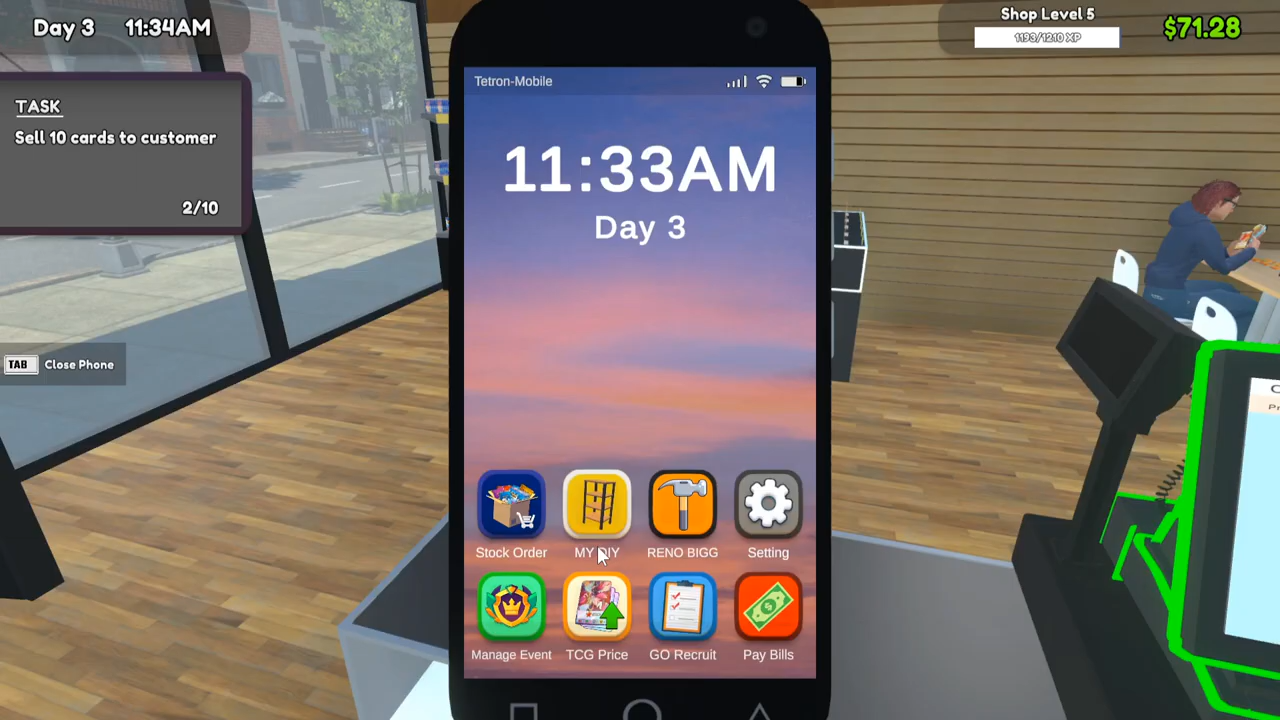 Day 3 11:34AM
Shop Level 5
1193/1210 XP
$71.28
TASK
Sell 10 cards to customer
2/10
TAB Close Phone
Tetron-Mobile
11:33AM
Day 3
Stock Order
MY DIY
RENO BIGG
Setting
Manage Event
TCG Price
GO Recruit
Pay Bills